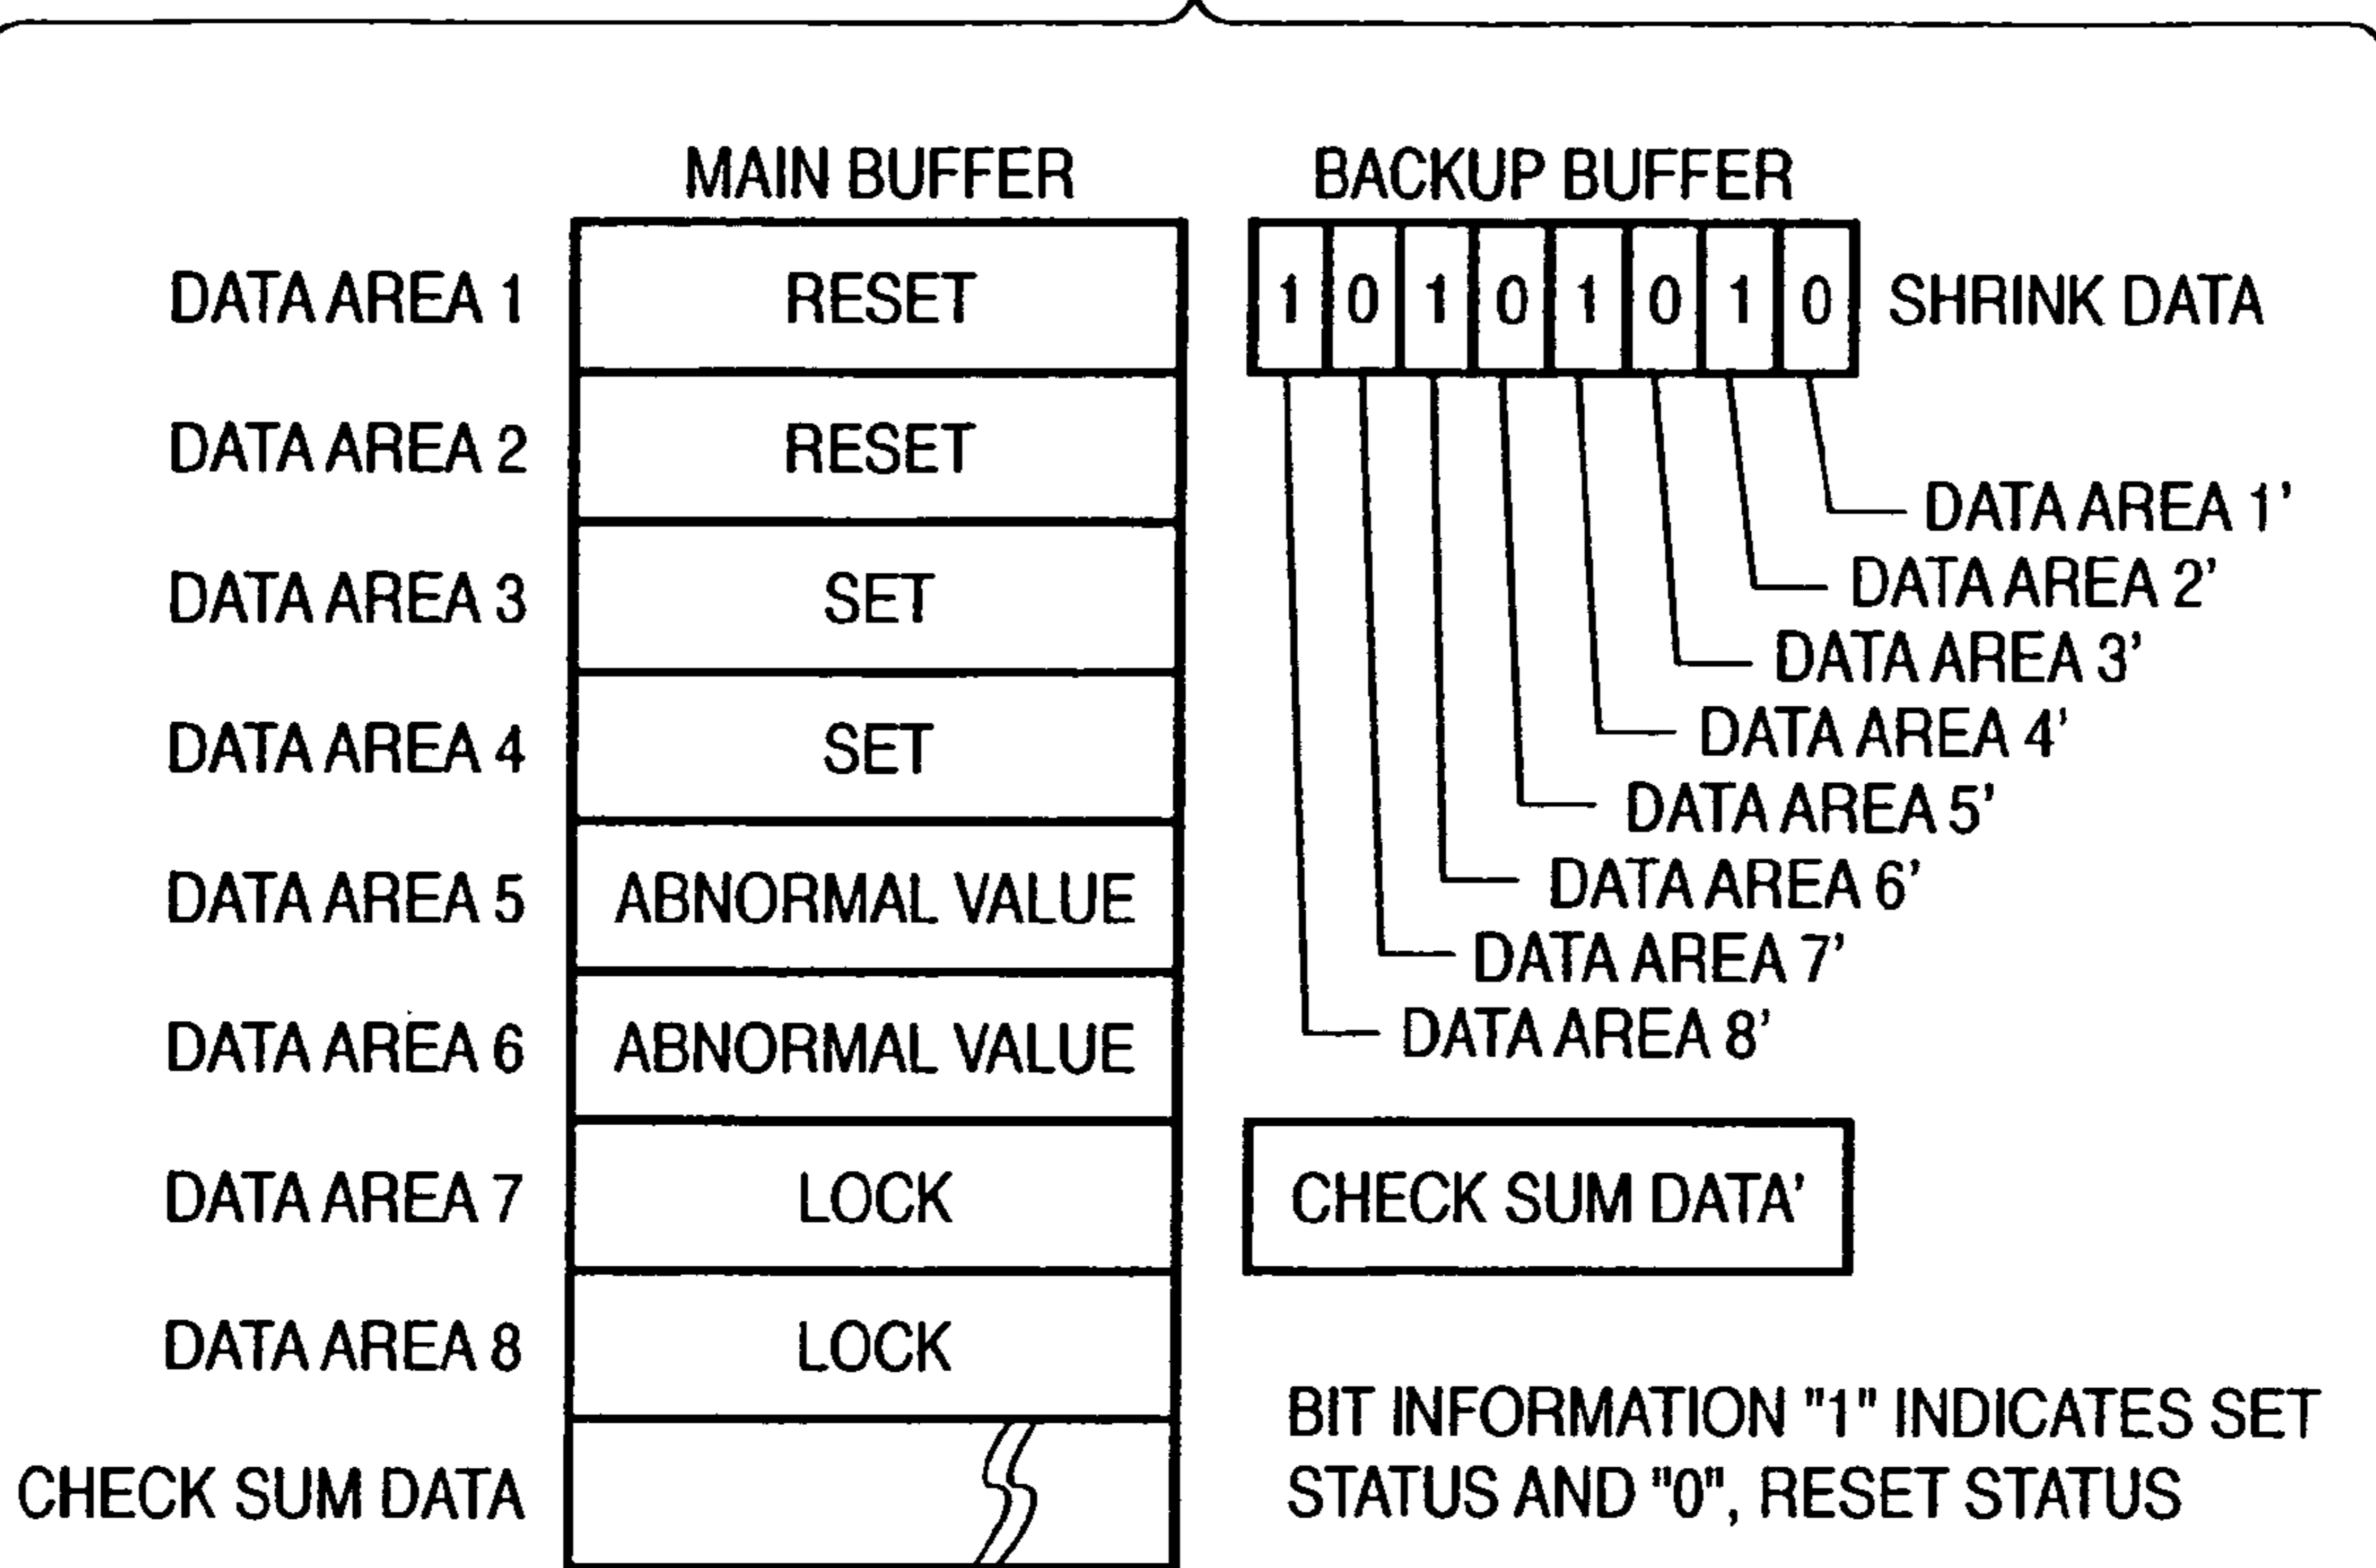 MAIN BUFFER
BACKUP BUFFER
DATA AREA 1
RESET
1 0 1 0 1 0 1 0
SHRINK DATA
DATA AREA 2
RESET
DATA AREA 1'
DATA AREA 2'
DATA AREA 3
SET
DATA AREA 3'
DATA AREA 4
SET
DATA AREA 4'
DATA AREA 5'
DATA AREA 5
ABNORMAL VALUE
DATA AREA 6'
DATA AREA 7'
DATA AREA 6
ABNORMAL VALUE
DATA AREA 8'
DATA AREA 7
LOCK
CHECK SUM DATA'
DATA AREA 8
LOCK
BIT INFORMATION "1" INDICATES SET
STATUS AND "0", RESET STATUS
CHECK SUM DATA